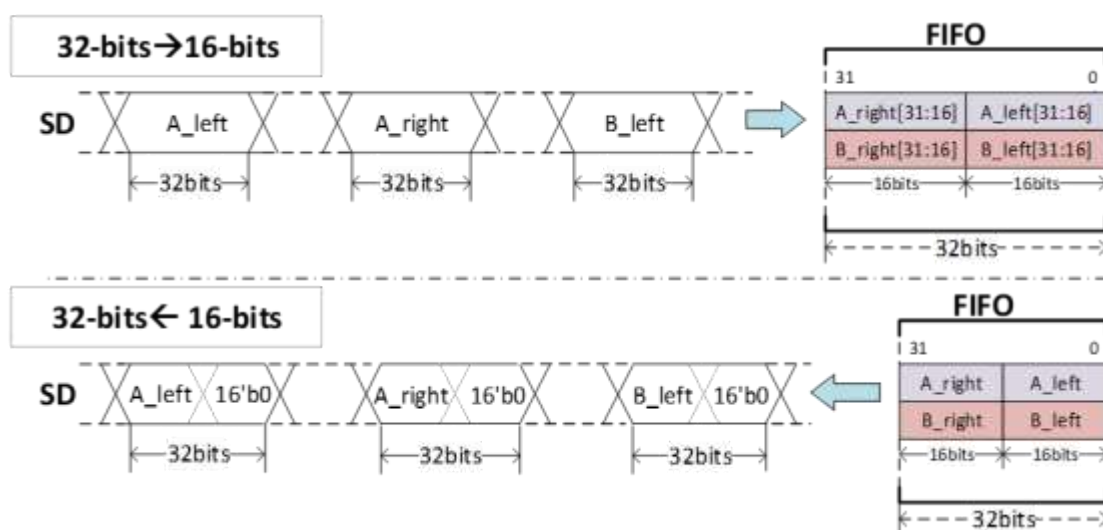 32-bits→16-bits
FIFO
31 0
SD A_left A_right B_left
A_right[31:16] A_left[31:16]
B_right[31:16] B_left[31:16]
32bits 32bits 32bits 16bits 16bits
32bits
32-bits← 16-bits
FIFO
31 0
SD A_left 16'b0 A_right 16'b0 B_left 16'b0
A_right A_left
B_right B_left
32bits 32bits 32bits 16bits 16bits
32bits